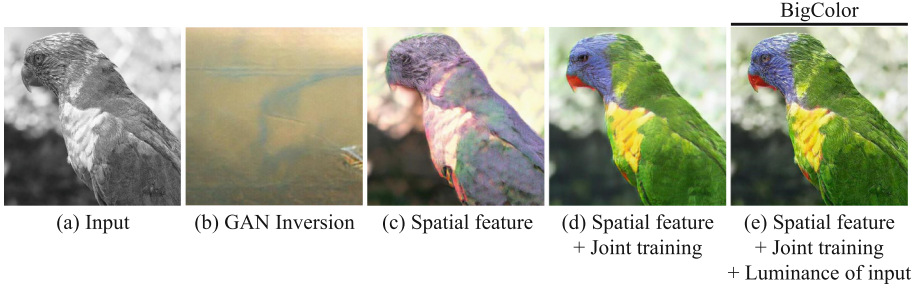 BigColor
(a) Input
(b) GAN Inversion
(c) Spatial feature
(d) Spatial feature
+ Joint training
(e) Spatial feature
+ Joint training
+ Luminance of input